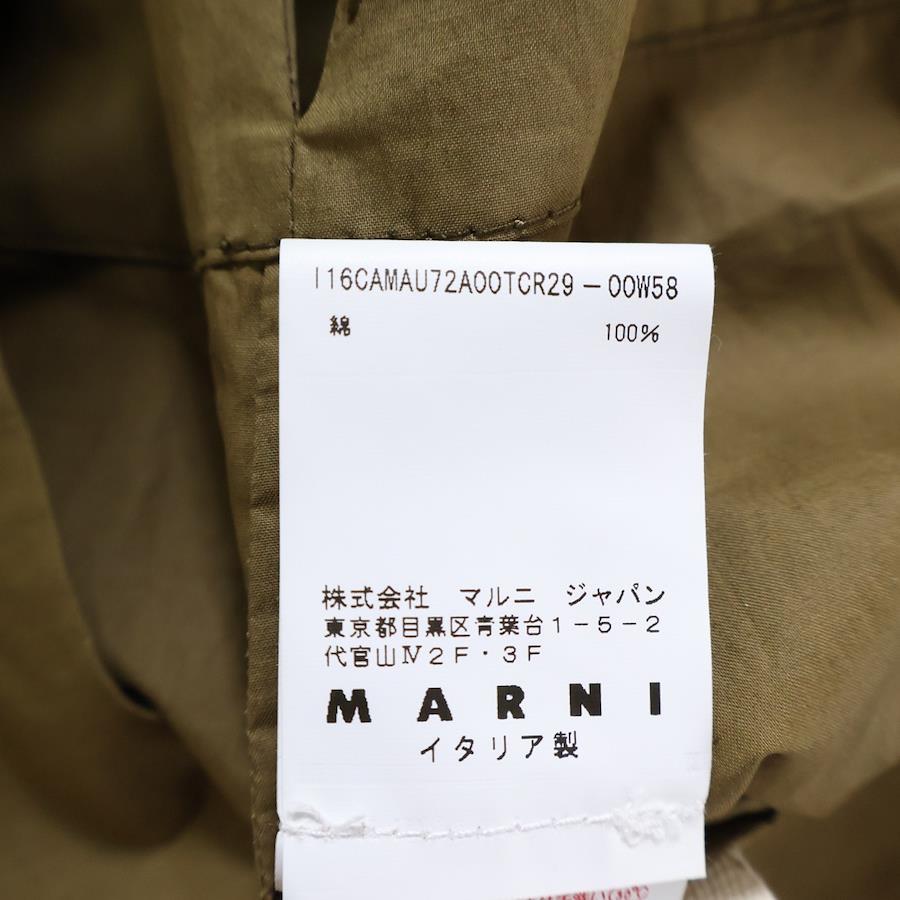 I16CAMAU72A00TCR29-00W58
綿 100%
株式会社 マルニ ジャパン
東京都目黒区青葉台1-5-2
代官山Ⅳ2F・3F
MARNI
イタリア製